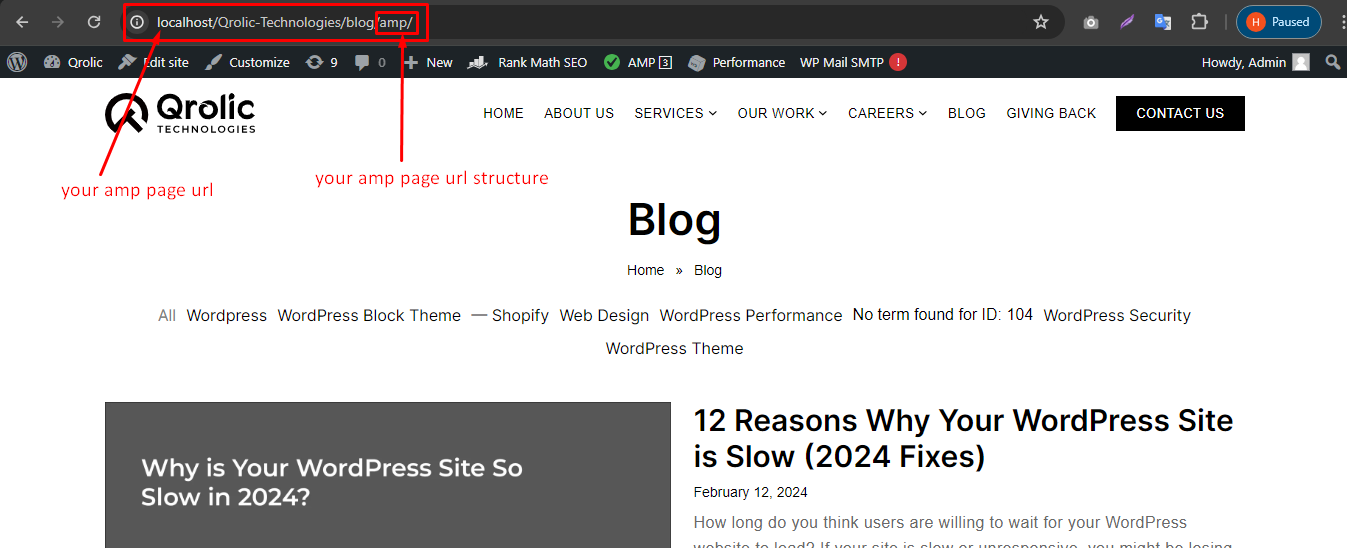 localhost/Qrolic-Technologies/blog/amp/
H Paused
Qrolic Edit site Customize 9 0 New Rank Math SEO AMP 3 Performance WP Mail SMTP ! Howdy, Admin
Qrolic
TECHNOLOGIES
HOME ABOUT US SERVICES OUR WORK CAREERS BLOG GIVING BACK CONTACT US
your amp page url
your amp page url structure
Blog
Home » Blog
All Wordpress WordPress Block Theme — Shopify Web Design WordPress Performance No term found for ID: 104 WordPress Security
WordPress Theme
Why is Your WordPress Site So
Slow in 2024?
12 Reasons Why Your WordPress Site
is Slow (2024 Fixes)
February 12, 2024
How long do you think users are willing to wait for your WordPress
website to load? If your site is slow or unresponsive, you might be losing